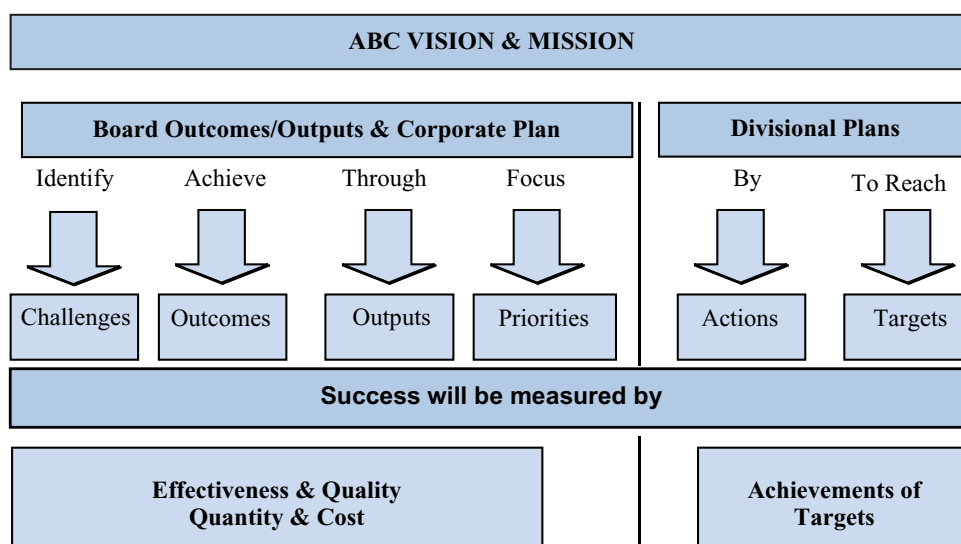 ABC VISION & MISSION
Board Outcomes/Outputs & Corporate Plan
Divisional Plans
Identify
Achieve
Through
Focus
By
To Reach
Challenges
Outcomes
Outputs
Priorities
Actions
Targets
Success will be measured by
Effectiveness & Quality
Quantity & Cost
Achievements of
Targets